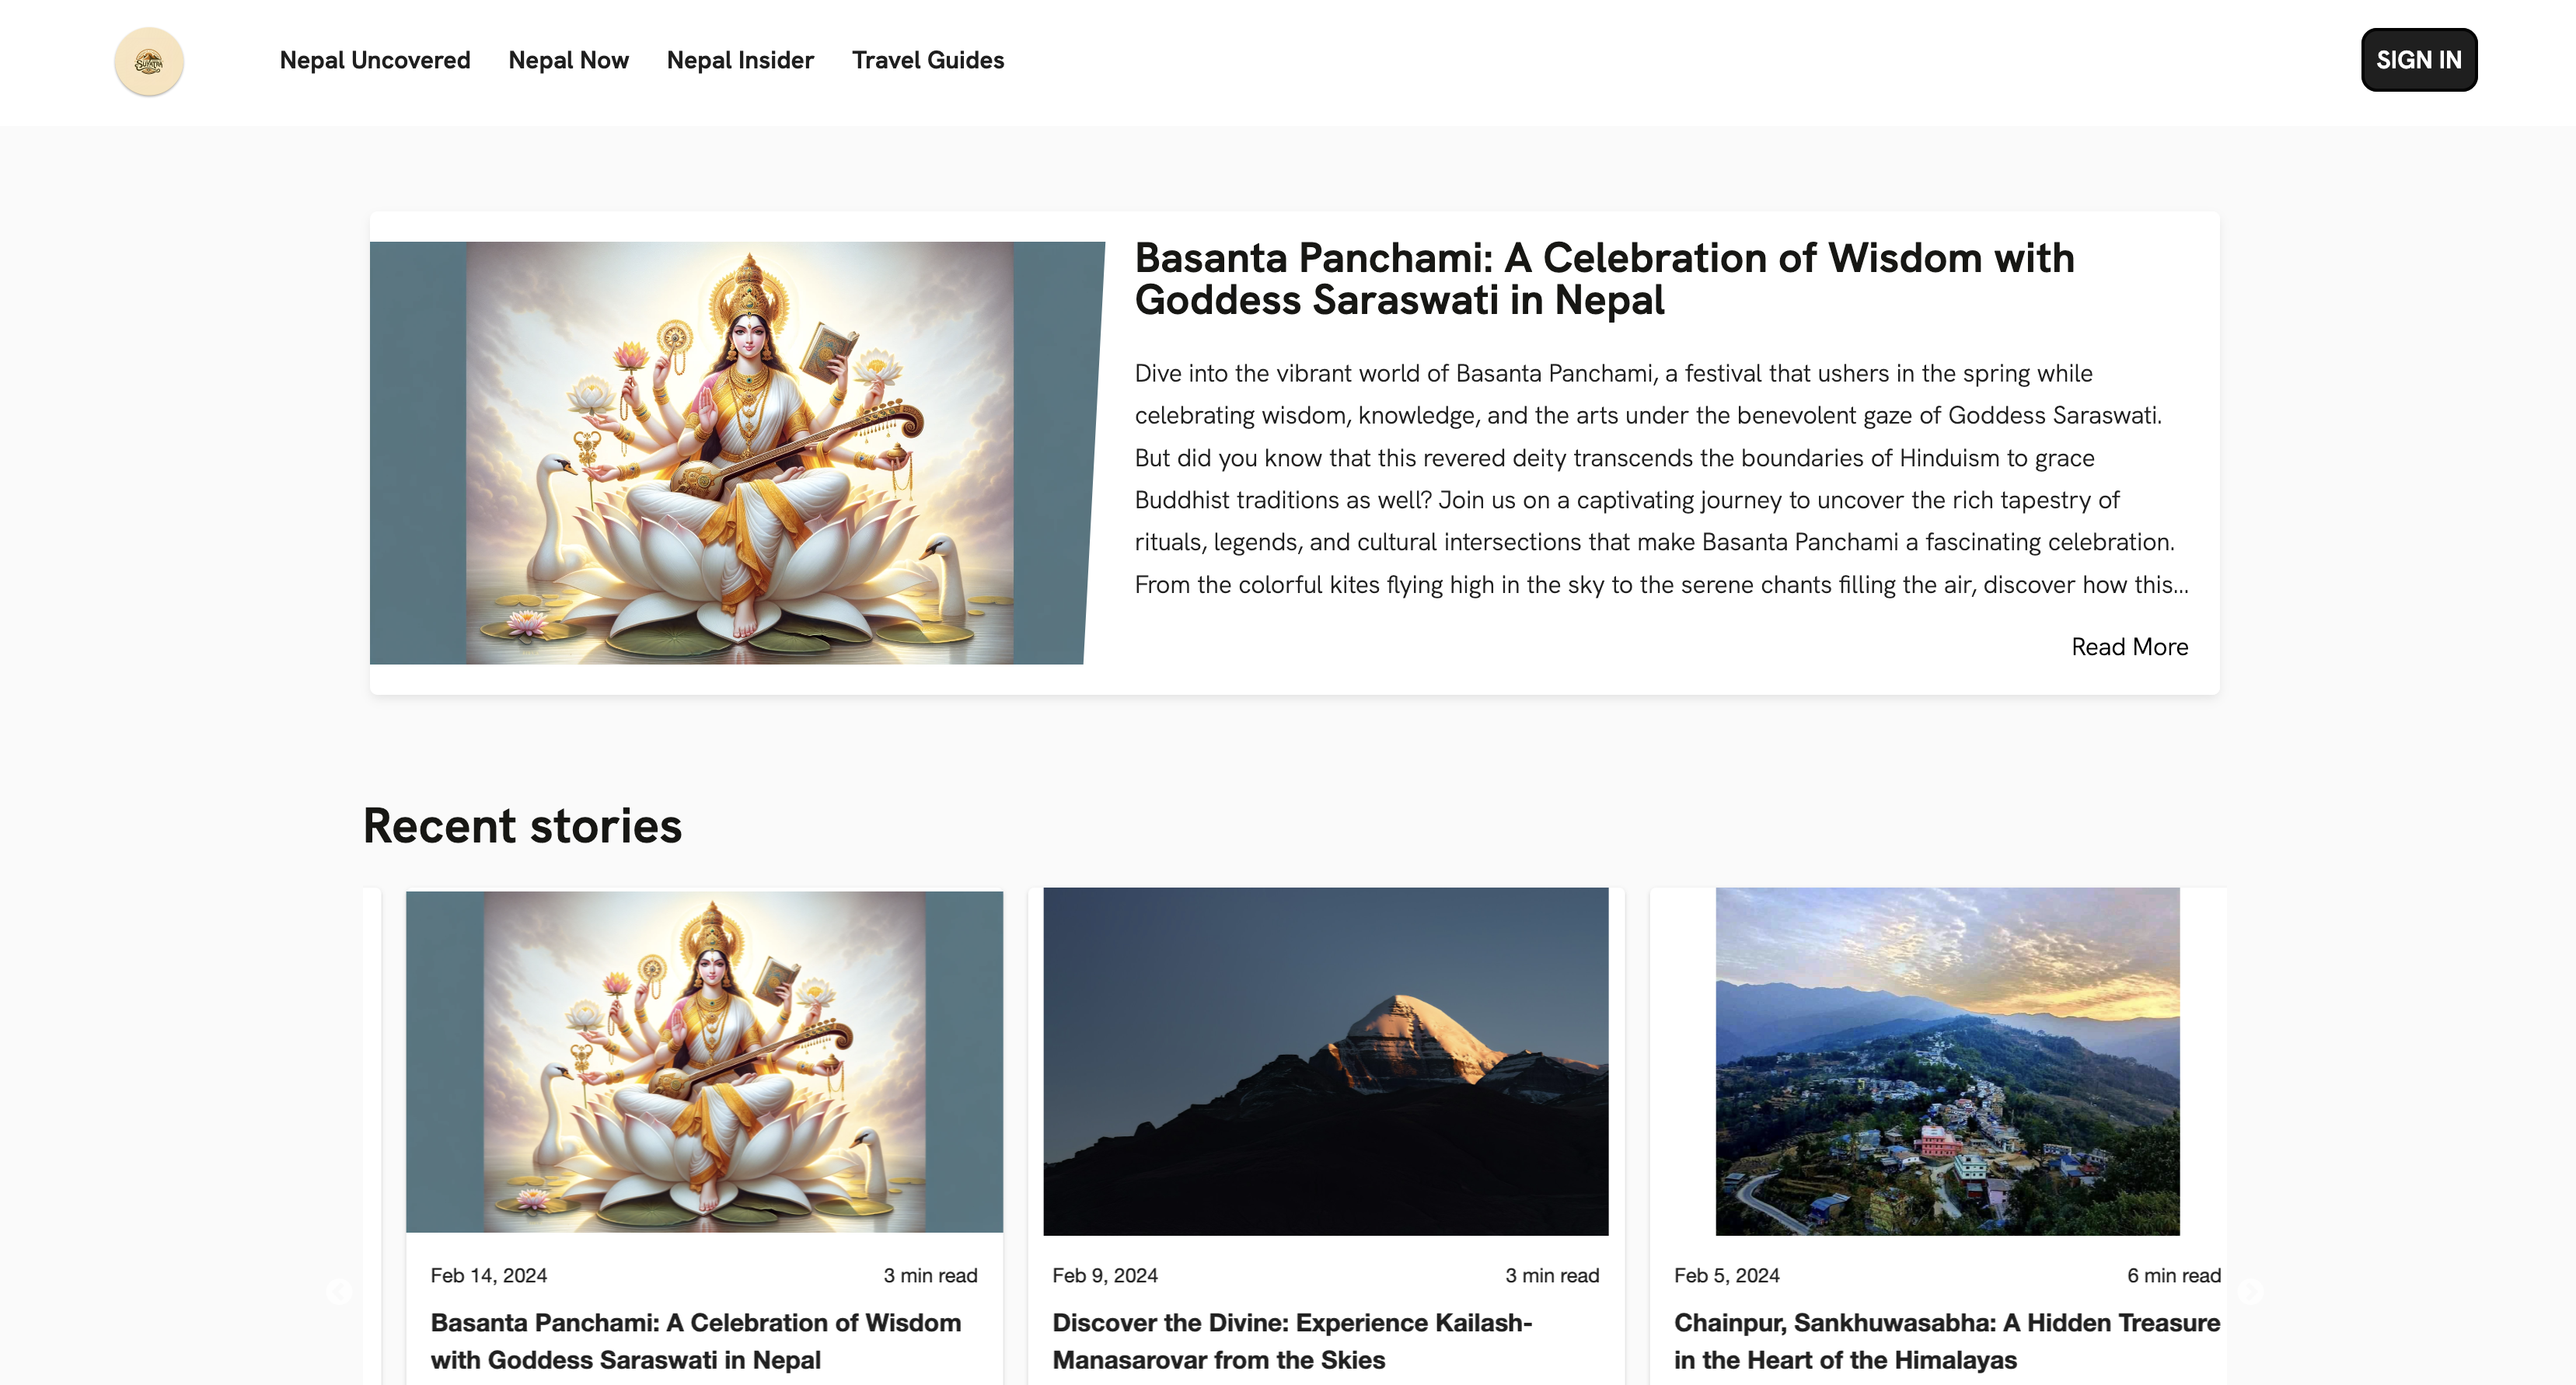 Nepal Uncovered
Nepal Now
Nepal Insider
Travel Guides
SIGN IN
Basanta Panchami: A Celebration of Wisdom with
Goddess Saraswati in Nepal
Dive into the vibrant world of Basanta Panchami, a festival that ushers in the spring while
celebrating wisdom, knowledge, and the arts under the benevolent gaze of Goddess Saraswati.
But did you know that this revered deity transcends the boundaries of Hinduism to grace
Buddhist traditions as well? Join us on a captivating journey to uncover the rich tapestry of
rituals, legends, and cultural intersections that make Basanta Panchami a fascinating celebration.
From the colorful kites flying high in the sky to the serene chants filling the air, discover how this...
Read More
Recent stories
Feb 14, 2024
3 min read
Basanta Panchami: A Celebration of Wisdom
with Goddess Saraswati in Nepal
Feb 9, 2024
3 min read
Discover the Divine: Experience Kailash-
Manasarovar from the Skies
Feb 5, 2024
6 min read
Chainpur, Sankhuwasabha: A Hidden Treasure
in the Heart of the Himalayas